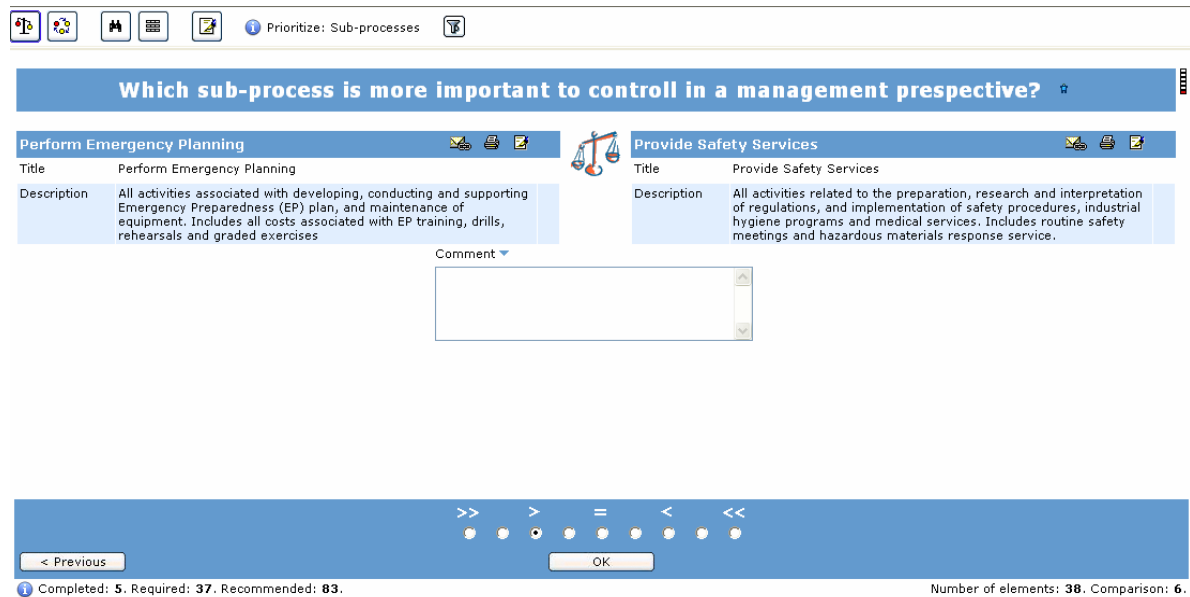 Prioritize: Sub-processes
Which sub-process is more important to controll in a management prespective?
Perform Emergency Planning
Title Perform Emergency Planning
Description All activities associated with developing, conducting and supporting
Emergency Preparedness (EP) plan, and maintenance of
equipment. Includes all costs associated with EP training, drills,
rehearsals and graded exercises
Provide Safety Services
Title Provide Safety Services
Description All activities related to the preparation, research and interpretation
of regulations, and implementation of safety procedures, industrial
hygiene programs and medical services. Includes routine safety
meetings and hazardous materials response service.
Comment
>> > = < <<
< Previous
OK
Completed: 5. Required: 37. Recommended: 83.
Number of elements: 38. Comparison: 6.